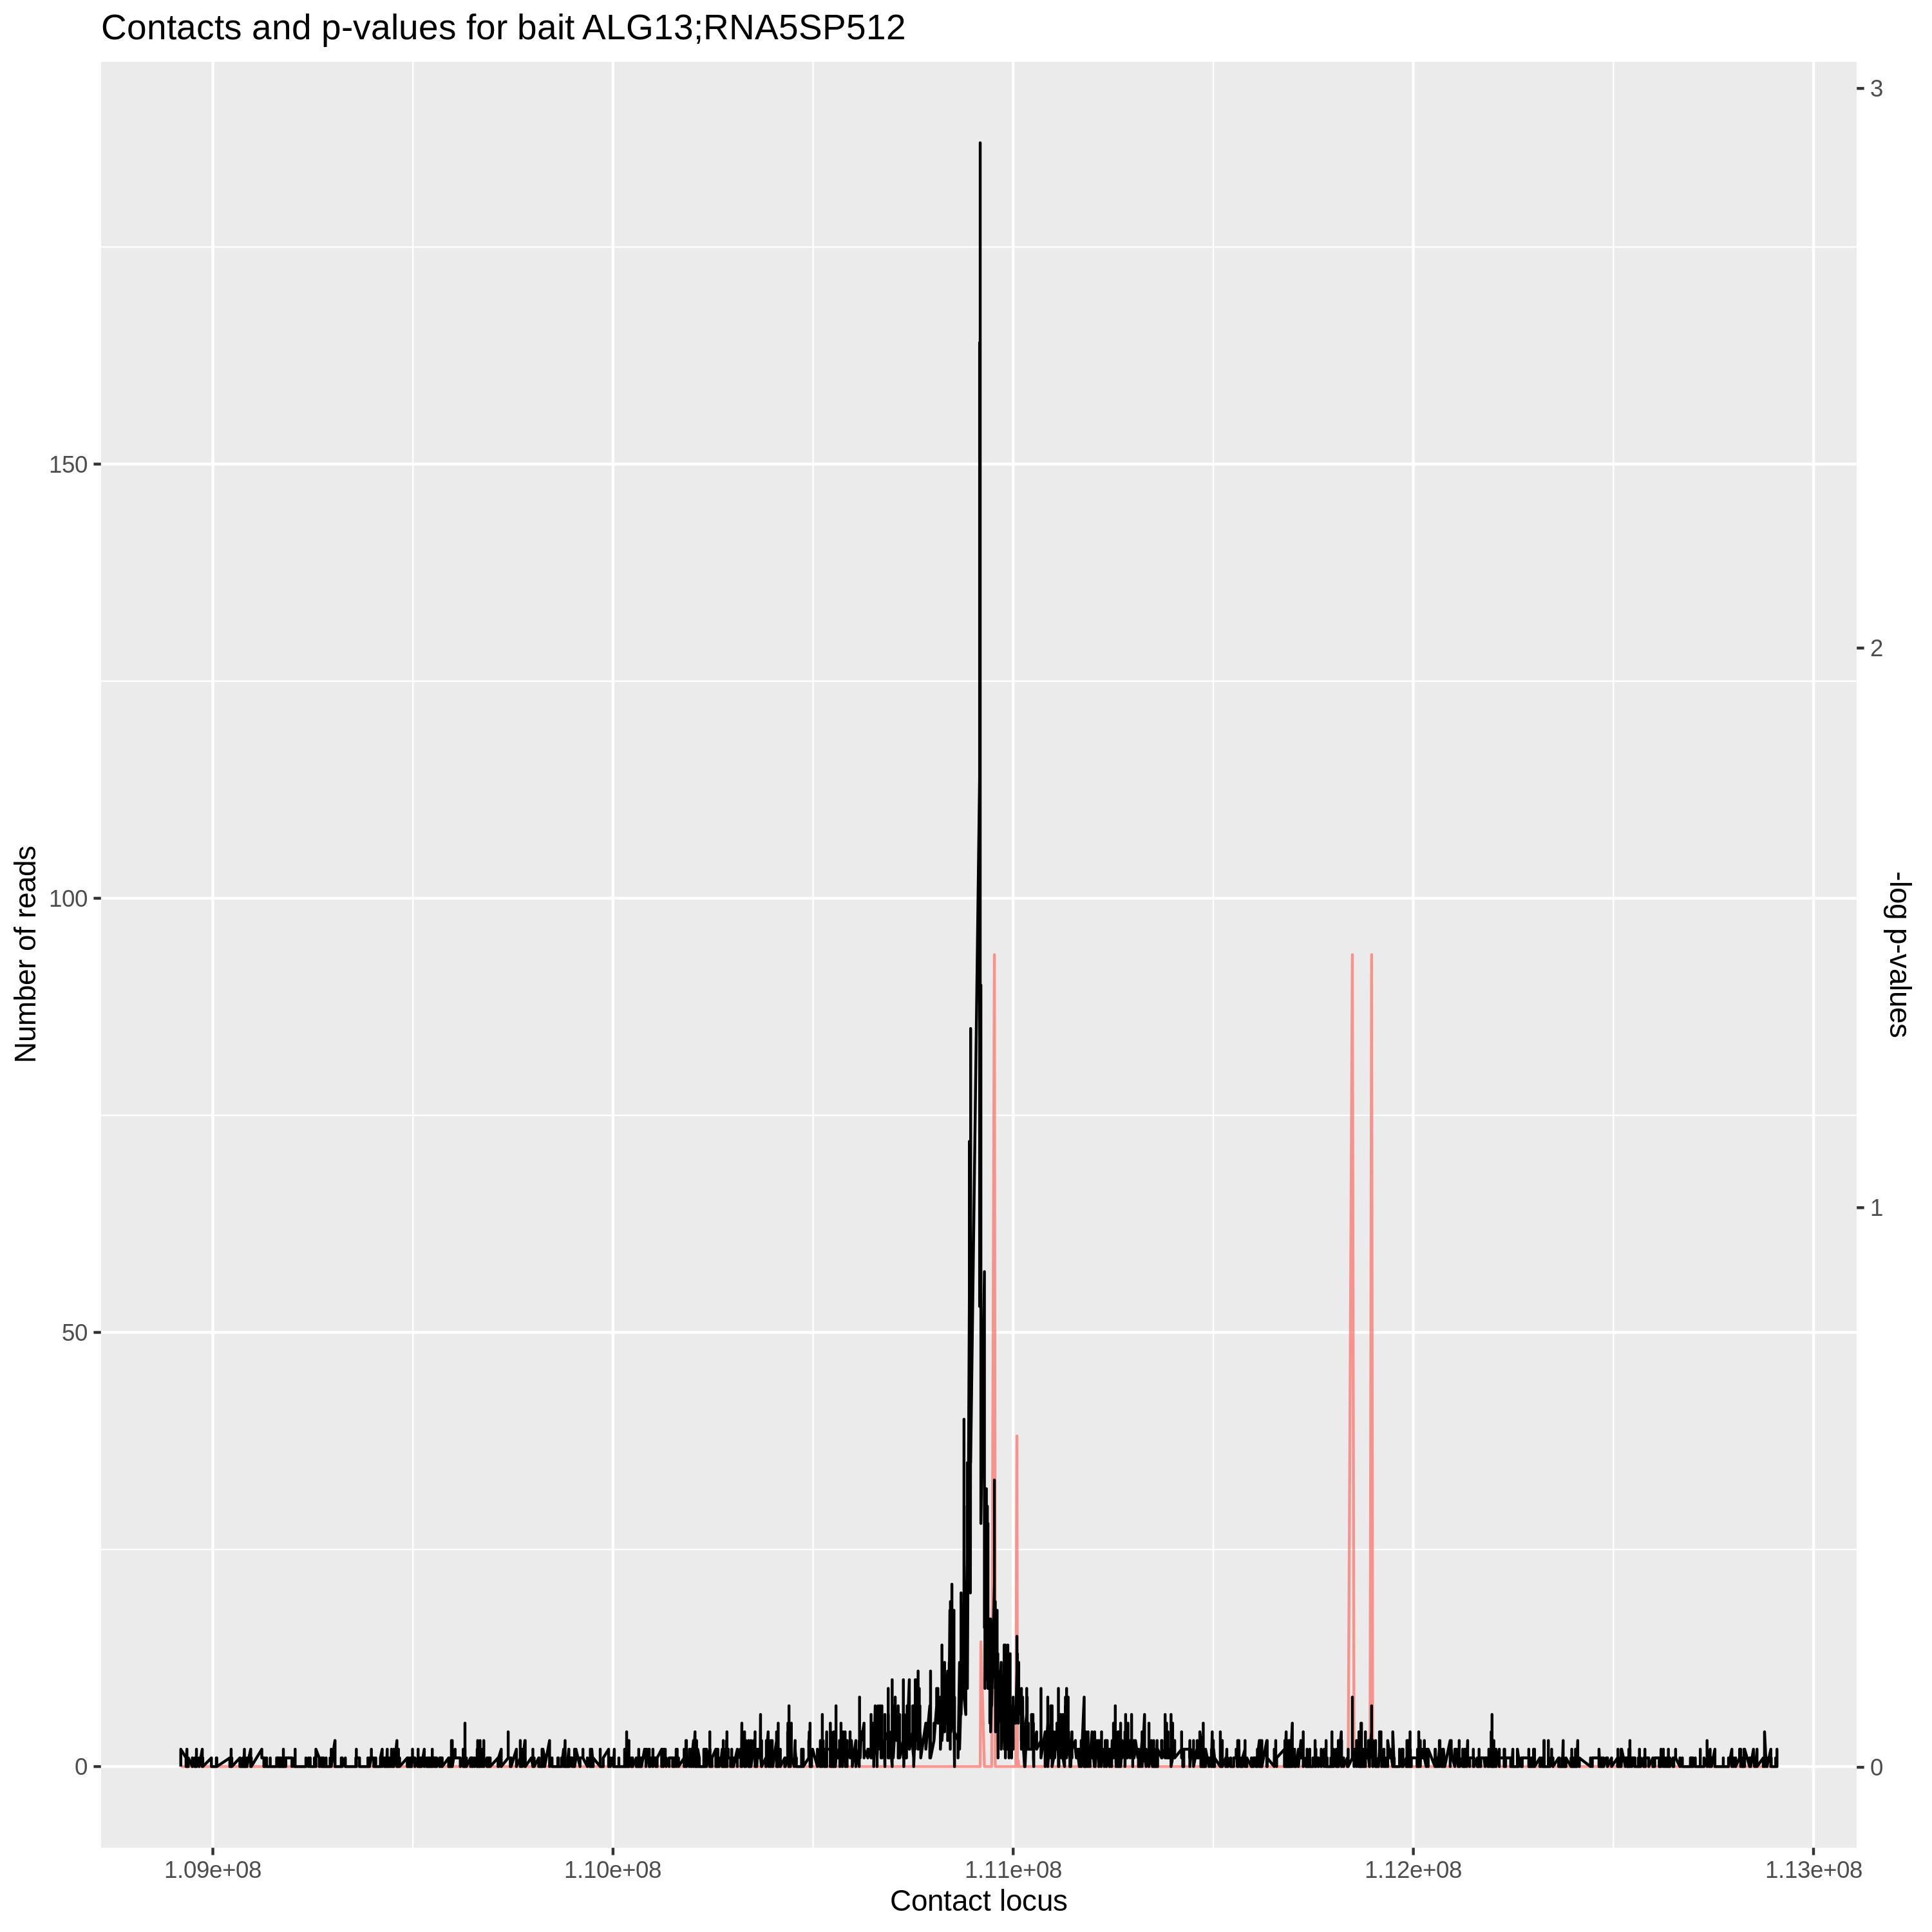 Contacts and p-values for bait ALG13;RNA5SP512
3
150
2
100
Number of reads
-log p-values
1
50
0
0
1.09e+08
1.10e+08
1.11e+08
1.12e+08
1.13e+08
Contact locus